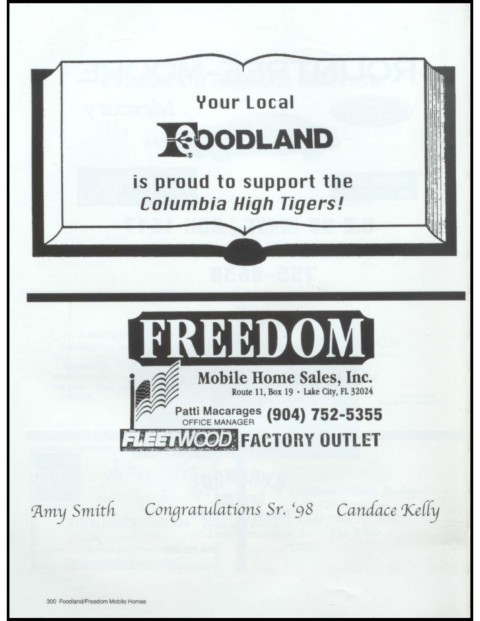 Your Local
FOODLAND
is proud to support the
Columbia High Tigers!
FREEDOM
Mobile Home Sales, Inc.
Route 11, Box 19 • Lake City, FL 32024
Patti Macarages (904) 752-5355
OFFICE MANAGER
FLEETWOOD FACTORY OUTLET
Amy Smith Congratulations Sr. '98 Candace Kelly
300 Foodland/Freedom Mobile Homes